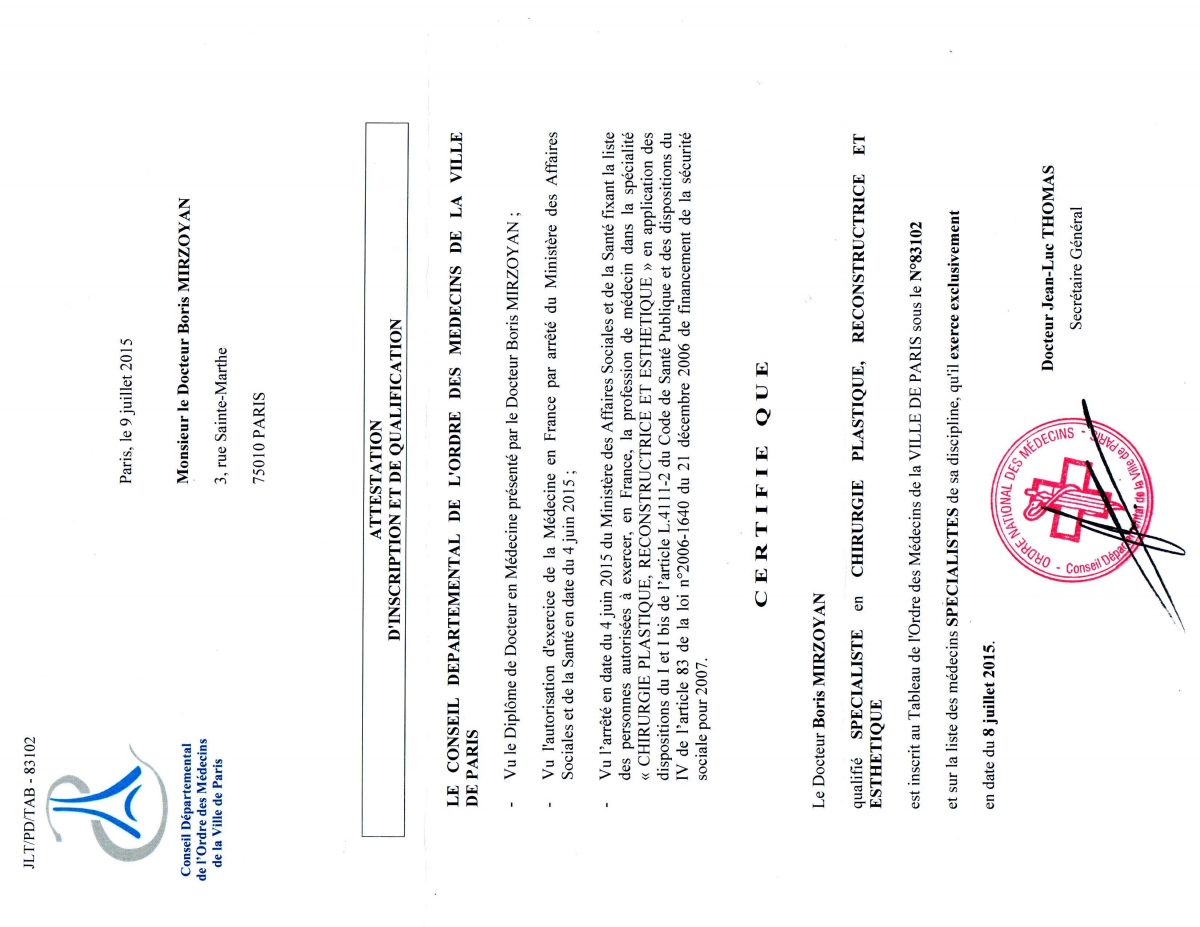 JLT/PD/TAB - 83102
Conseil Départemental
de l'Ordre des Médecins
de la Ville de Paris
Paris, le 9 juillet 2015
Monsieur le Docteur Boris MIRZOYAN
3, rue Sainte-Marthe
75010 PARIS
ATTESTATION
D'INSCRIPTION ET DE QUALIFICATION
LE CONSEIL DEPARTEMENTAL DE L'ORDRE DES MEDECINS DE LA VILLE
DE PARIS
- Vu le Diplôme de Docteur en Médecine présenté par le Docteur Boris MIRZOYAN ;
- Vu l'autorisation d'exercice de la Médecine en France par arrêté du Ministère des Affaires
Sociales et de la Santé en date du 4 juin 2015 ;
- Vu l'arrêté en date du 4 juin 2015 du Ministère des Affaires Sociales et de la Santé fixant la liste
des personnes autorisées à exercer, en France, la profession de médecin dans la spécialité
« CHIRURGIE PLASTIQUE, RECONSTRUCTRICE ET ESTHETIQUE » en application des
dispositions du I et I bis de l'article L.4111-2 du Code de Santé Publique et des dispositions du
IV de l'article 83 de la loi n°2006-1640 du 21 décembre 2006 de financement de la sécurité
sociale pour 2007.
CERTIFIE QUE
Le Docteur Boris MIRZOYAN
qualifié SPECIALISTE en CHIRURGIE PLASTIQUE, RECONSTRUCTRICE ET
ESTHETIQUE
est inscrit au Tableau de l'Ordre des Médecins de la VILLE DE PARIS sous le N°83102
et sur la liste des médecins SPECIALISTES de sa discipline, qu'il exerce exclusivement
en date du 8 juillet 2015.
Docteur Jean-Luc THOMAS
Secrétaire Général
ORDRE NATIONAL DES MÉDECINS -
- Conseil Départemental de la Ville de PARIS